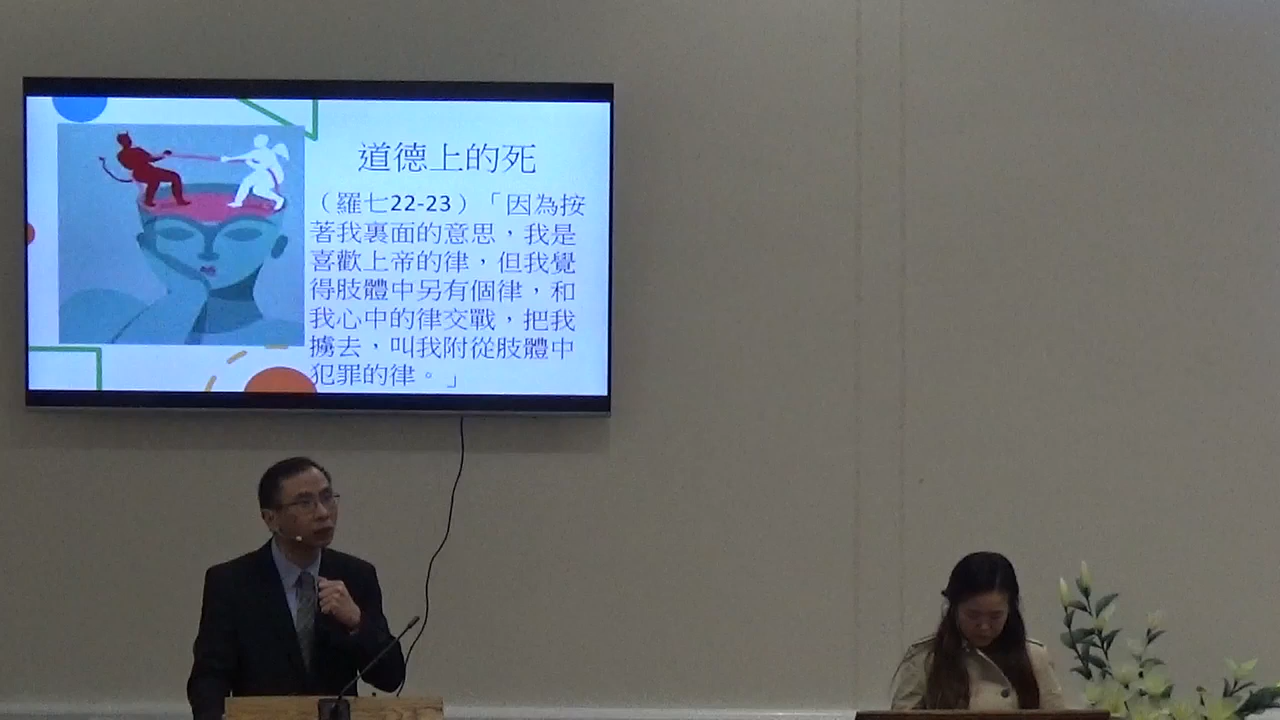 道德上的死
（羅七22-23）「因為按
著我裏面的意思，我是
喜歡上帝的律，但我覺
得肢體中另有個律，和
我心中的律交戰，把我
擄去，叫我附從肢體中
犯罪的律。」